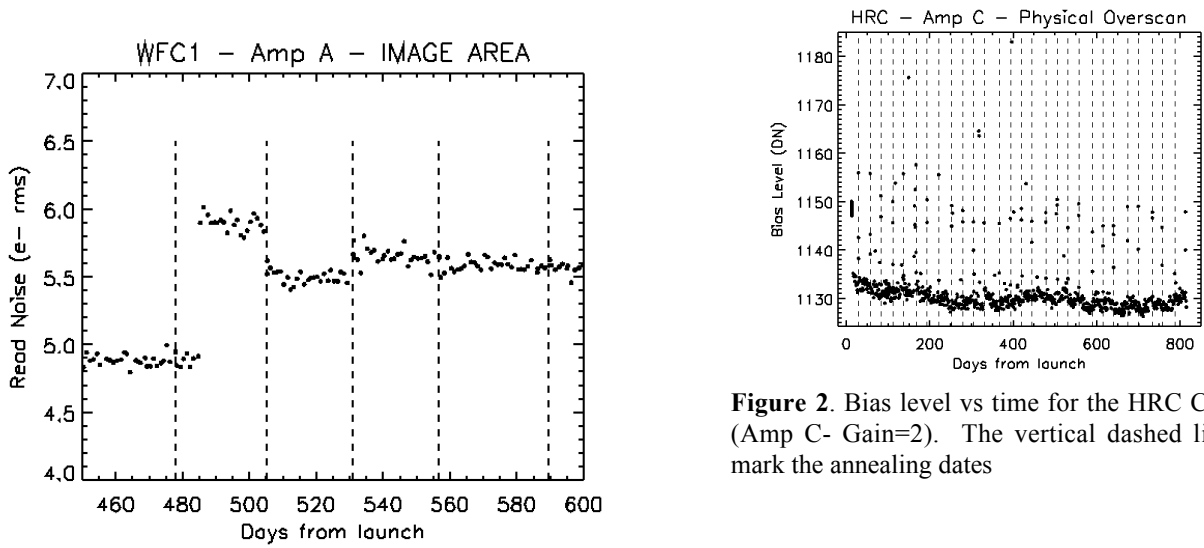 WFC1 – Amp A – IMAGE AREA
7.0
6.5
6.0
5.5
5.0
4.5
4.0
Read Noise (e– rms)
460 480 500 520 540 560 580 600
Days from launch
HRC – Amp C – Physical Overscan
1180
1170
1160
1150
1140
1130
Bias Level (DN)
0 200 400 600 800
Days from launch
Figure 2. Bias level vs time for the HRC C
(Amp C- Gain=2). The vertical dashed li
mark the annealing dates